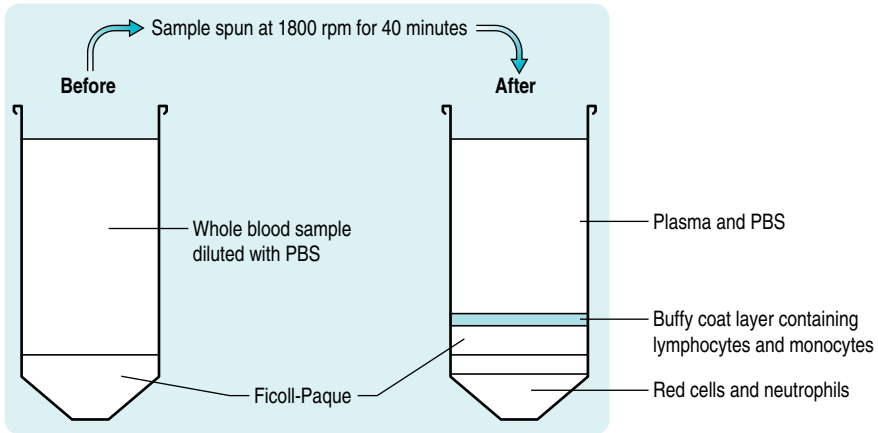 Sample spun at 1800 rpm for 40 minutes
Before
After
Whole blood sample
diluted with PBS
Plasma and PBS
Buffy coat layer containing
lymphocytes and monocytes
Ficoll-Paque
Red cells and neutrophils